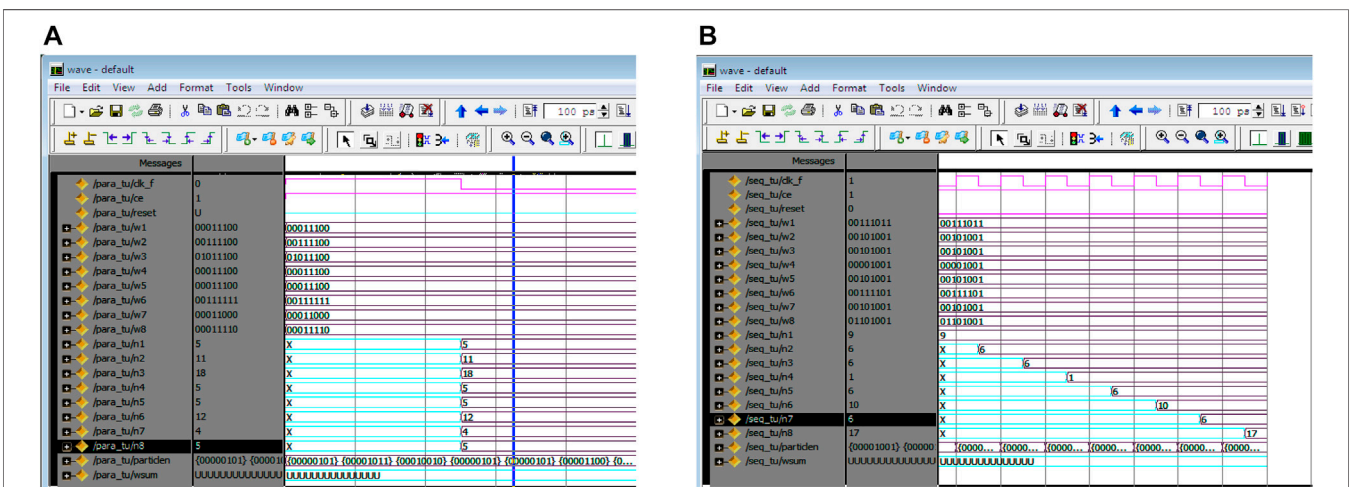 A
wave - default
File Edit View Add Format Tools Window
100 ps
Messages
/para_tu/clk_f 0
/para_tu/ce 1
/para_tu/reset U
/para_tu/w1 00011100 00011100
/para_tu/w2 00111100 00111100
/para_tu/w3 01011100 01011100
/para_tu/w4 00011100 00011100
/para_tu/w5 00011100 00011100
/para_tu/w6 00111111 00111111
/para_tu/w7 00011000 00011000
/para_tu/w8 00011110 00011110
/para_tu/n1 5 X 5
/para_tu/n2 11 X 11
/para_tu/n3 18 X 18
/para_tu/n4 5 X 5
/para_tu/n5 5 X 5
/para_tu/n6 12 X 12
/para_tu/n7 4 X 4
/para_tu/n8 5 X 5
/para_tu/particlen {00000101} {00001 {00000101} {00001011} {00010010} {00000101} {00000101} {00001100} {0...
/para_tu/wsum UUUUUUUUUUUUUUU UUUUUUUUUUUUUUU
B
wave - default
File Edit View Add Format Tools Window
100 ps
Messages
/seq_tu/clk_f 1
/seq_tu/ce 1
/seq_tu/reset 0
/seq_tu/w1 00111011 00111011
/seq_tu/w2 00101001 00101001
/seq_tu/w3 00101001 00101001
/seq_tu/w4 00001001 00001001
/seq_tu/w5 00101001 00101001
/seq_tu/w6 00111101 00111101
/seq_tu/w7 00101001 00101001
/seq_tu/w8 01101001 01101001
/seq_tu/n1 9 9
/seq_tu/n2 6 X 6
/seq_tu/n3 6 X 6
/seq_tu/n4 1 X 1
/seq_tu/n5 6 X 6
/seq_tu/n6 10 X 10
/seq_tu/n7 6 X 6
/seq_tu/n8 17 X 17
/seq_tu/particlen {00001001} {00000 {0000... {0000... {0000... {0000... {0000... {0000... {0000...
/seq_tu/wsum UUUUUUUUUUUUUUU UUUUUUUUUUUUUUU